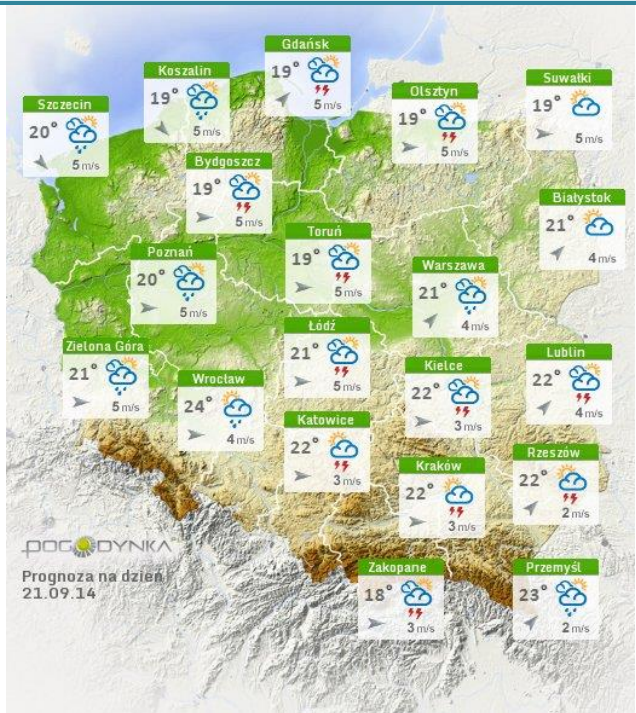 Gdańsk
19°
5 m/s
Koszalin
19°
5 m/s
Suwałki
19°
5 m/s
Olsztyn
19°
5 m/s
Szczecin
20°
5 m/s
Bydgoszcz
19°
5 m/s
Białystok
21°
4 m/s
Toruń
19°
5 m/s
Poznań
20°
5 m/s
Warszawa
21°
4 m/s
Łódź
21°
5 m/s
Zielona Góra
21°
5 m/s
Lublin
22°
4 m/s
Kielce
22°
3 m/s
Wrocław
24°
4 m/s
Katowice
22°
3 m/s
Rzeszów
22°
2 m/s
Kraków
22°
3 m/s
POGODYNKA
Prognoza na dzień
21.09.14
Zakopane
18°
3 m/s
Przemyśl
23°
2 m/s